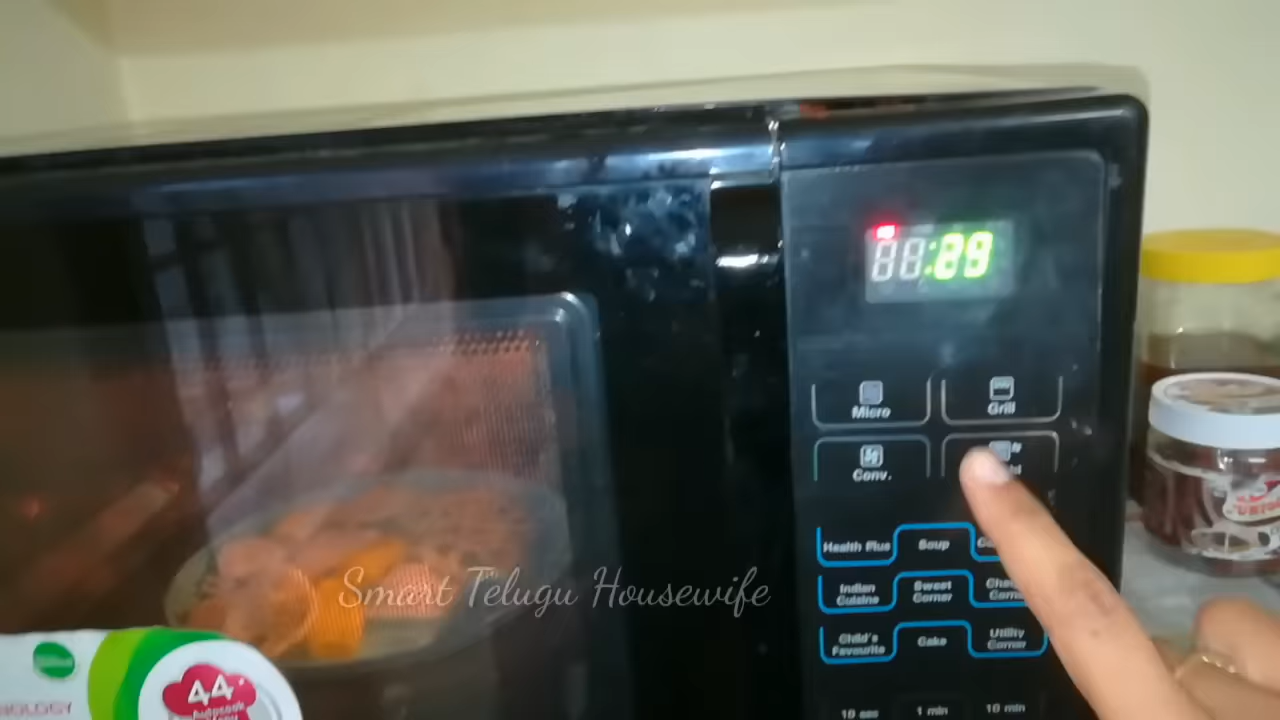 :29
Micro
Grill
Conv.
Health Plus
Soup
Indian
Cuisine
Sweet
Corner
Child's
Favourite
Cake
Utility
Corner
10 sec
1 min
10 min
Smart Telugu Housewife
44
Autocook